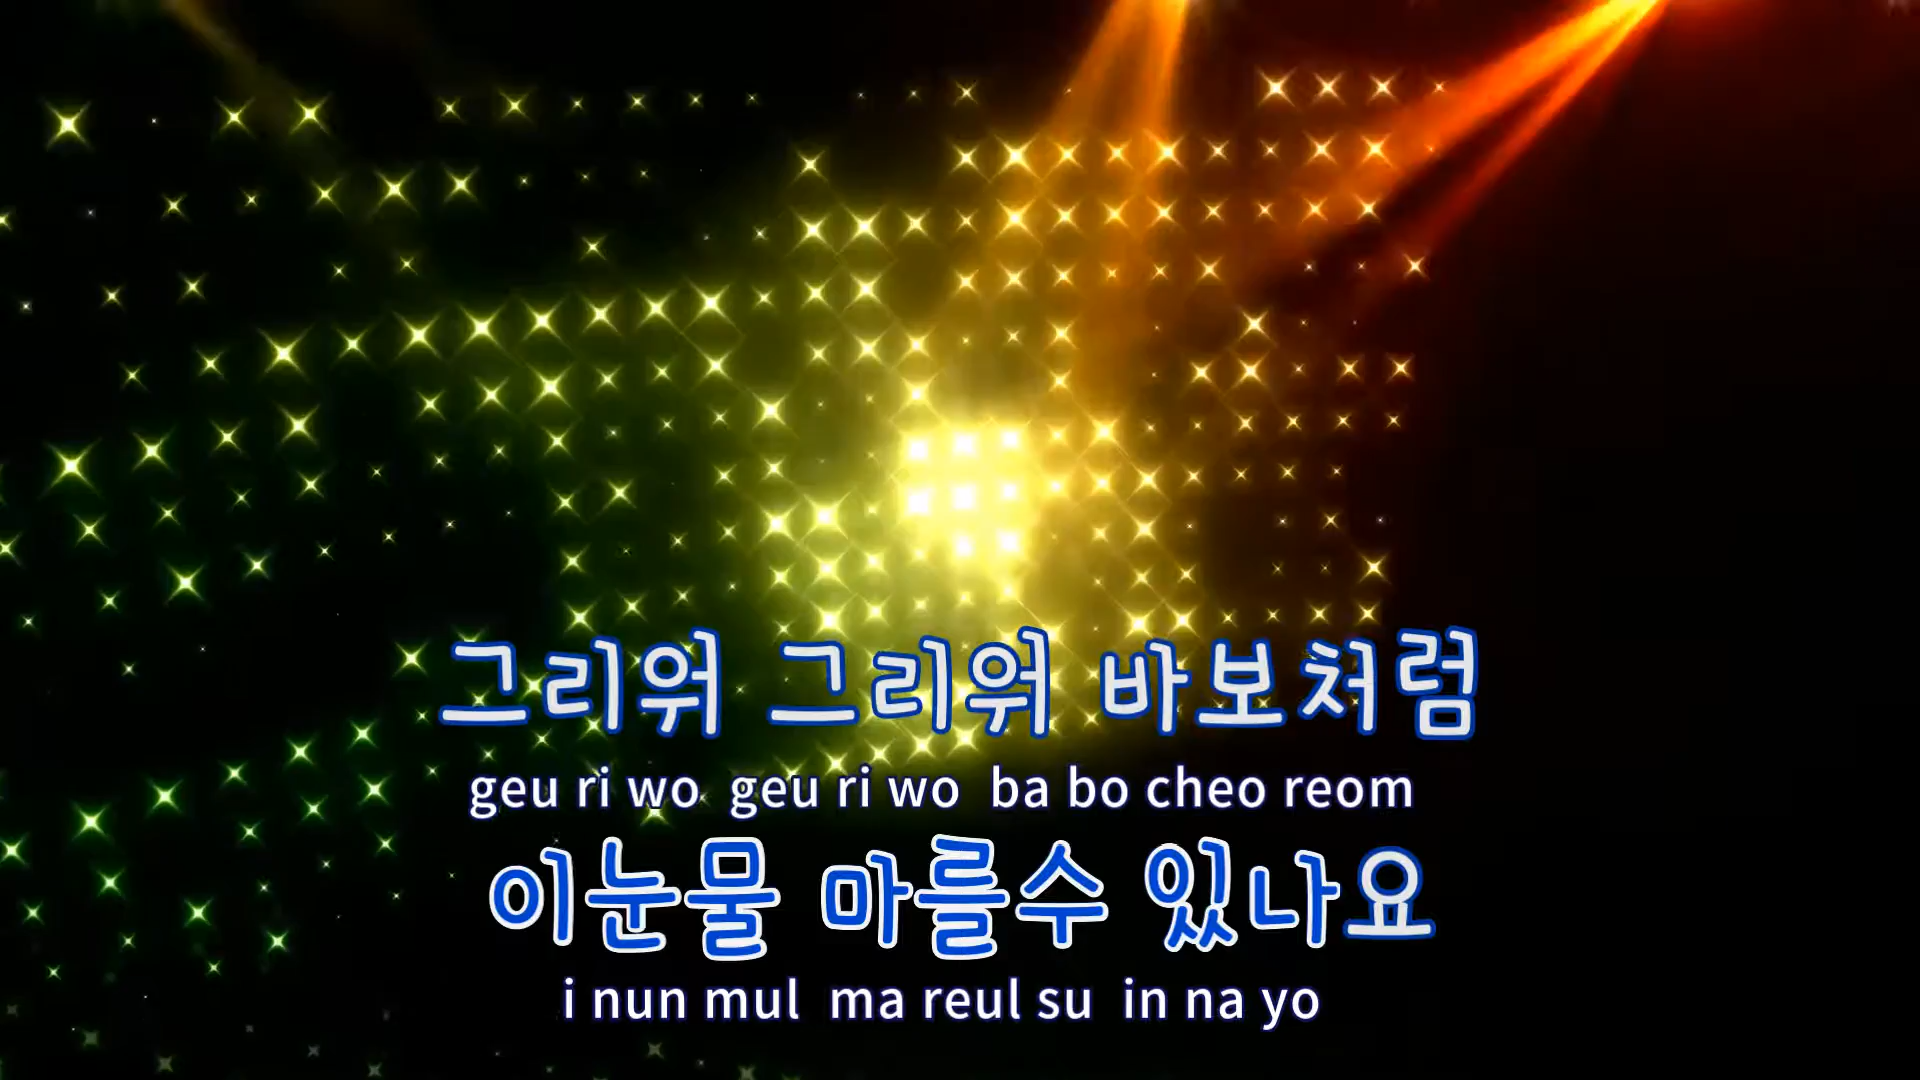 그리워 그리워 바보처럼
geu ri wo geu ri wo ba bo cheo reom
이눈물 마를수 있나요
i nun mul ma reul su in na yo